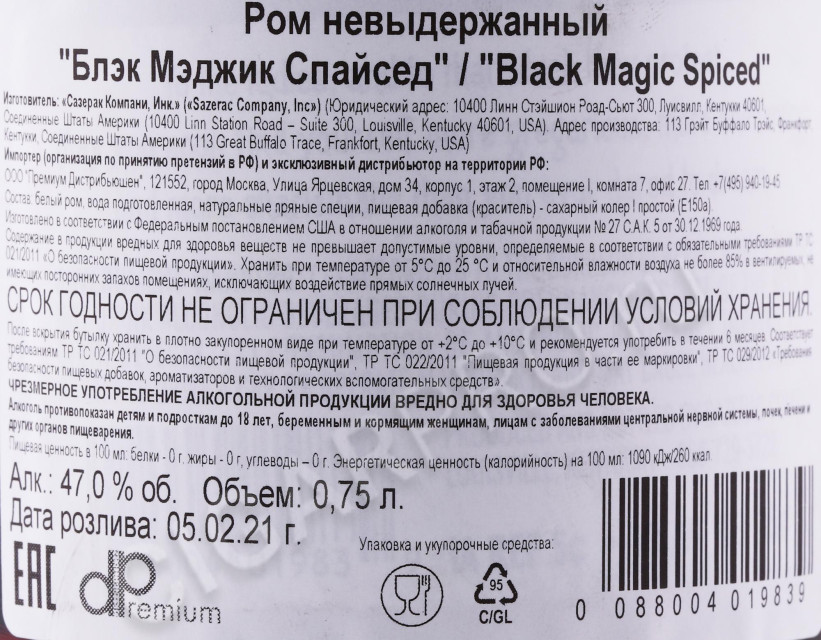 Ром невыдержанный
"Блэк Мэджик Спайсед" / "Black Magic Spiced"
Изготовитель: «Сазерак Компани, Инк.» («Sazerac Company, Inc») (Юридический адрес: 10400 Линн Стэйшион Роад-Сьют 300, Луисвилл, Кентукки 40601,
Соединенные Штаты Америки (10400 Linn Station Road – Suite 300, Louisville, Kentucky 40601, USA). Адрес производства: 113 Грэйт Буффало Трэйс, Франкфорт
Кентукки, Соединенные Штаты Америки (113 Great Buffalo Trace, Frankfort, Kentucky, USA)
Импортер (организация по принятию претензий в РФ) и эксклюзивный дистрибьютор на территории РФ:
ООО "Премиум Дистрибьюшен", 121552, город Москва, Улица Ярцевская, дом 34, корпус 1, этаж 2, помещение I, комната 7, офис 27. Тел. +7(495) 940-19-45
Состав: белый ром, вода подготовленная, натуральные пряные специи, пищевая добавка (краситель) - сахарный колер I простой (Е150а).
Изготовлено в соответствии с Федеральным постановлением США в отношении алкоголя и табачной продукции № 27 С.А.К. 5 от 30.12.1969 года
Содержание в продукции вредных для здоровья веществ не превышает допустимые уровни, определяемые в соответствии с обязательными требованиями ТР ТС
021/2011 «О безопасности пищевой продукции». Хранить при температуре от 5°С до 25 °С и относительной влажности воздуха не более 85% в вентилируемых, не
имеющих посторонних запахов помещениях, исключающих воздействие прямых солнечных лучей.
СРОК ГОДНОСТИ НЕ ОГРАНИЧЕН ПРИ СОБЛЮДЕНИИ УСЛОВИЙ ХРАНЕНИЯ.
После вскрытия бутылку хранить в плотно закупоренном виде при температуре от +2°С до +10°С и рекомендуется употребить в течении 6 месяцев. Соответствует
требованиям ТР ТС 021/2011 "О безопасности пищевой продукции", ТР ТС 022/2011 "Пищевая продукция в части ее маркировки", ТР ТС 029/2012 «Требования
безопасности пищевых добавок, ароматизаторов и технологических вспомогательных средств».
ЧРЕЗМЕРНОЕ УПОТРЕБЛЕНИЕ АЛКОГОЛЬНОЙ ПРОДУКЦИИ ВРЕДНО ДЛЯ ЗДОРОВЬЯ ЧЕЛОВЕКА.
Алкоголь противопоказан детям и подросткам до 18 лет, беременным и кормящим женщинам, лицам с заболеваниями центральной нервной системы, почек, печени и
других органов пищеварения.
Пищевая ценность в 100 мл: белки - 0 г. жиры - 0 г, углеводы – 0 г. Энергетическая ценность (калорийность) на 100 мл: 1090 кДж/260 ккал
Алк.: 47,0 % об. Объем: 0,75 л.
Дата розлива: 05.02.21 г.
Упаковка и укупорочные средства:
ЕАС
dPremium
95
C/GL
0 088004 019839